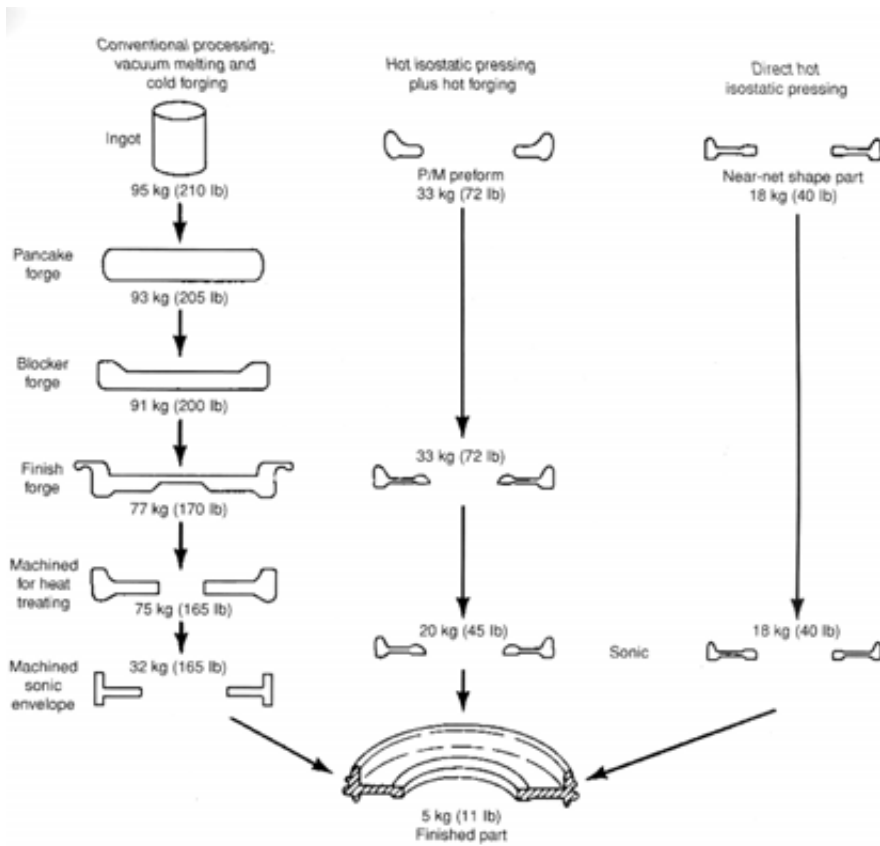 Conventional processing;
vacuum melting and
cold forging
Ingot
95 kg (210 lb)
Pancake
forge
93 kg (205 lb)
Blocker
forge
91 kg (200 lb)
Finish
forge
77 kg (170 lb)
Machined
for heat
treating
75 kg (165 lb)
Machined
sonic
envelope
32 kg (165 lb)
Hot isostatic pressing
plus hot forging
P/M preform
33 kg (72 lb)
33 kg (72 lb)
20 kg (45 lb)
Direct hot
isostatic pressing
Near-net shape part
18 kg (40 lb)
Sonic
18 kg (40 lb)
5 kg (11 lb)
Finished part